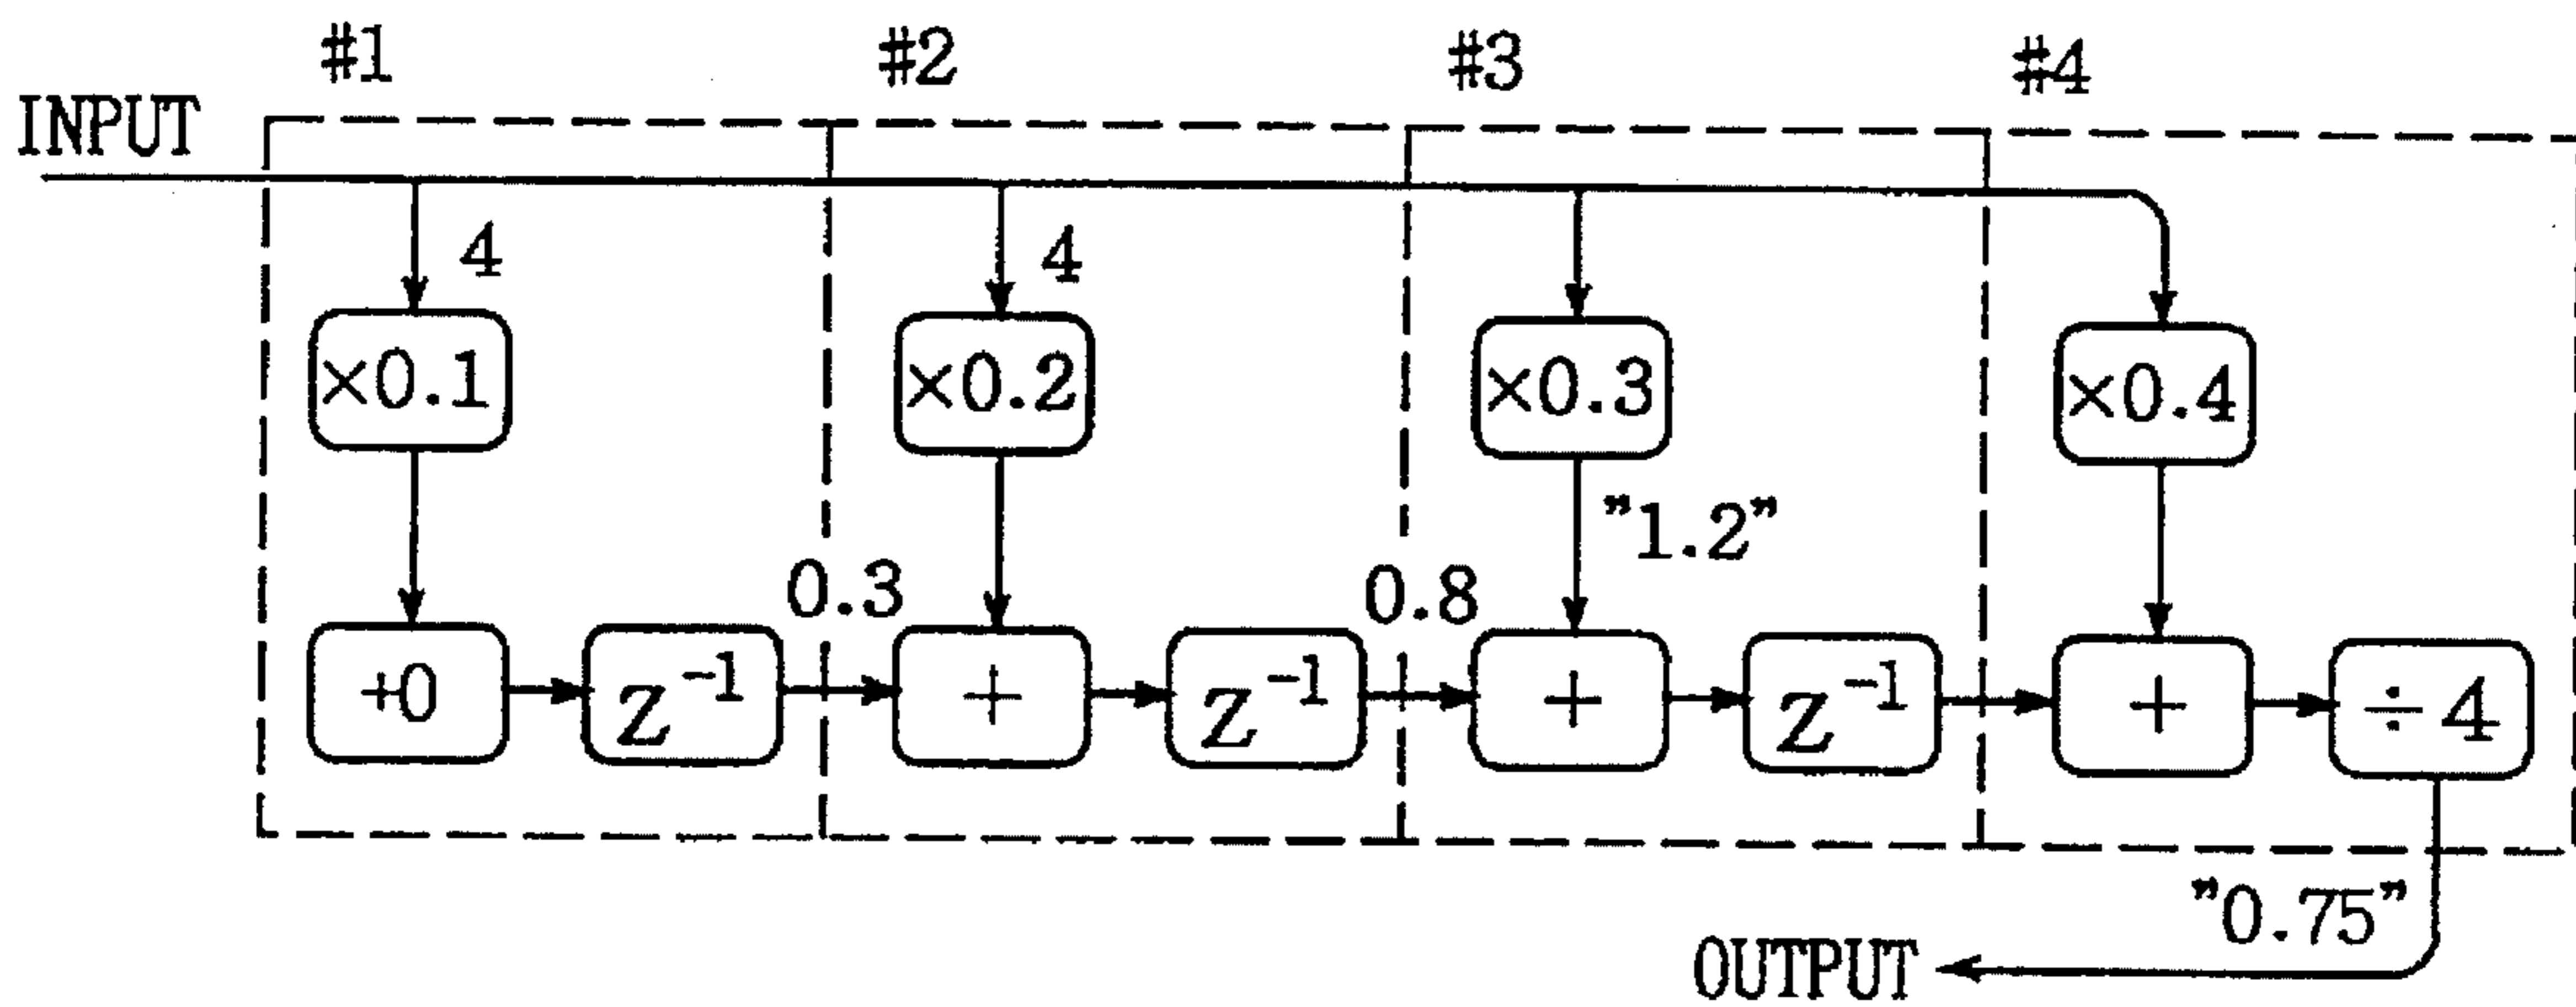 #1 #2 #3 #4
INPUT
4 4
×0.1 ×0.2 ×0.3 ×0.4
"1.2"
0.3 0.8
+0 Z⁻¹ + Z⁻¹ + Z⁻¹ + ÷4
"0.75"
OUTPUT